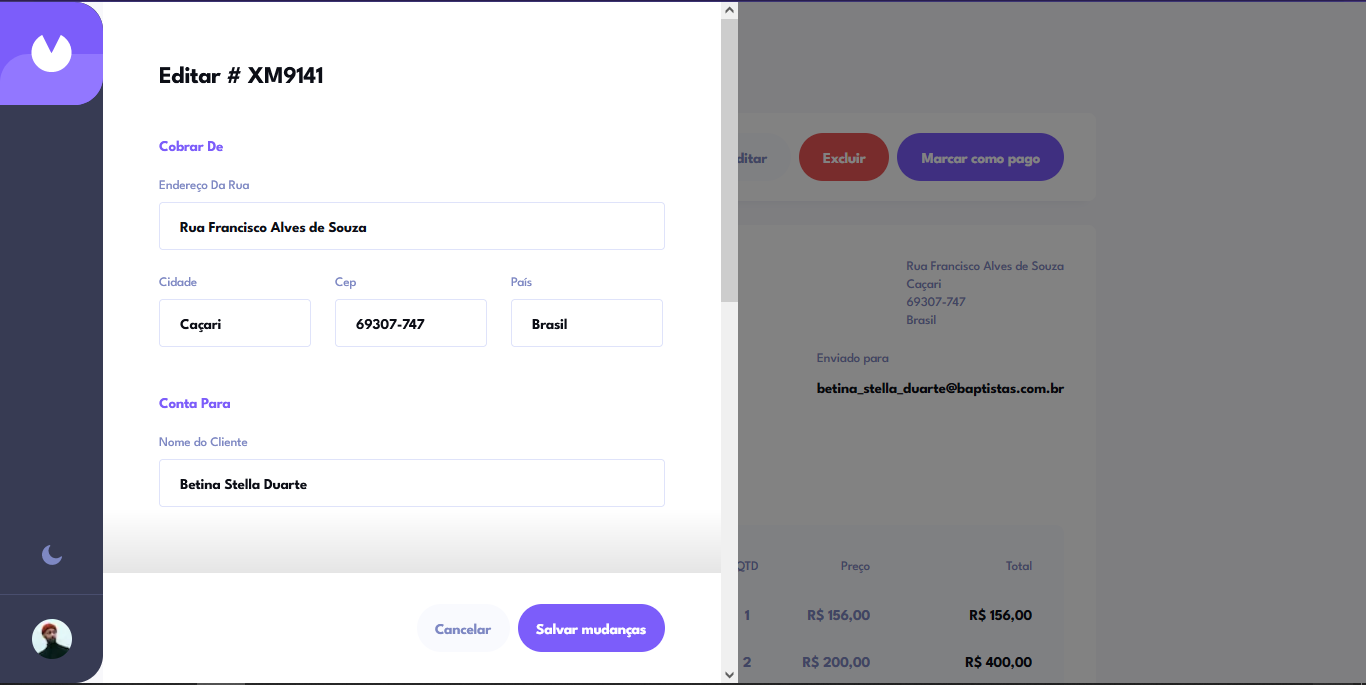 Editar # XM9141
Cobrar De
Endereço Da Rua
Rua Francisco Alves de Souza
Cidade
Cep
País
Caçari
69307-747
Brasil
Conta Para
Nome do Cliente
Betina Stella Duarte
Cancelar
Salvar mudanças
ditar
Excluir
Marcar como pago
Rua Francisco Alves de Souza
Caçari
69307-747
Brasil
Enviado para
betina_stella_duarte@baptistas.com.br
QTD Preço Total
1 R$ 156,00 R$ 156,00
2 R$ 200,00 R$ 400,00